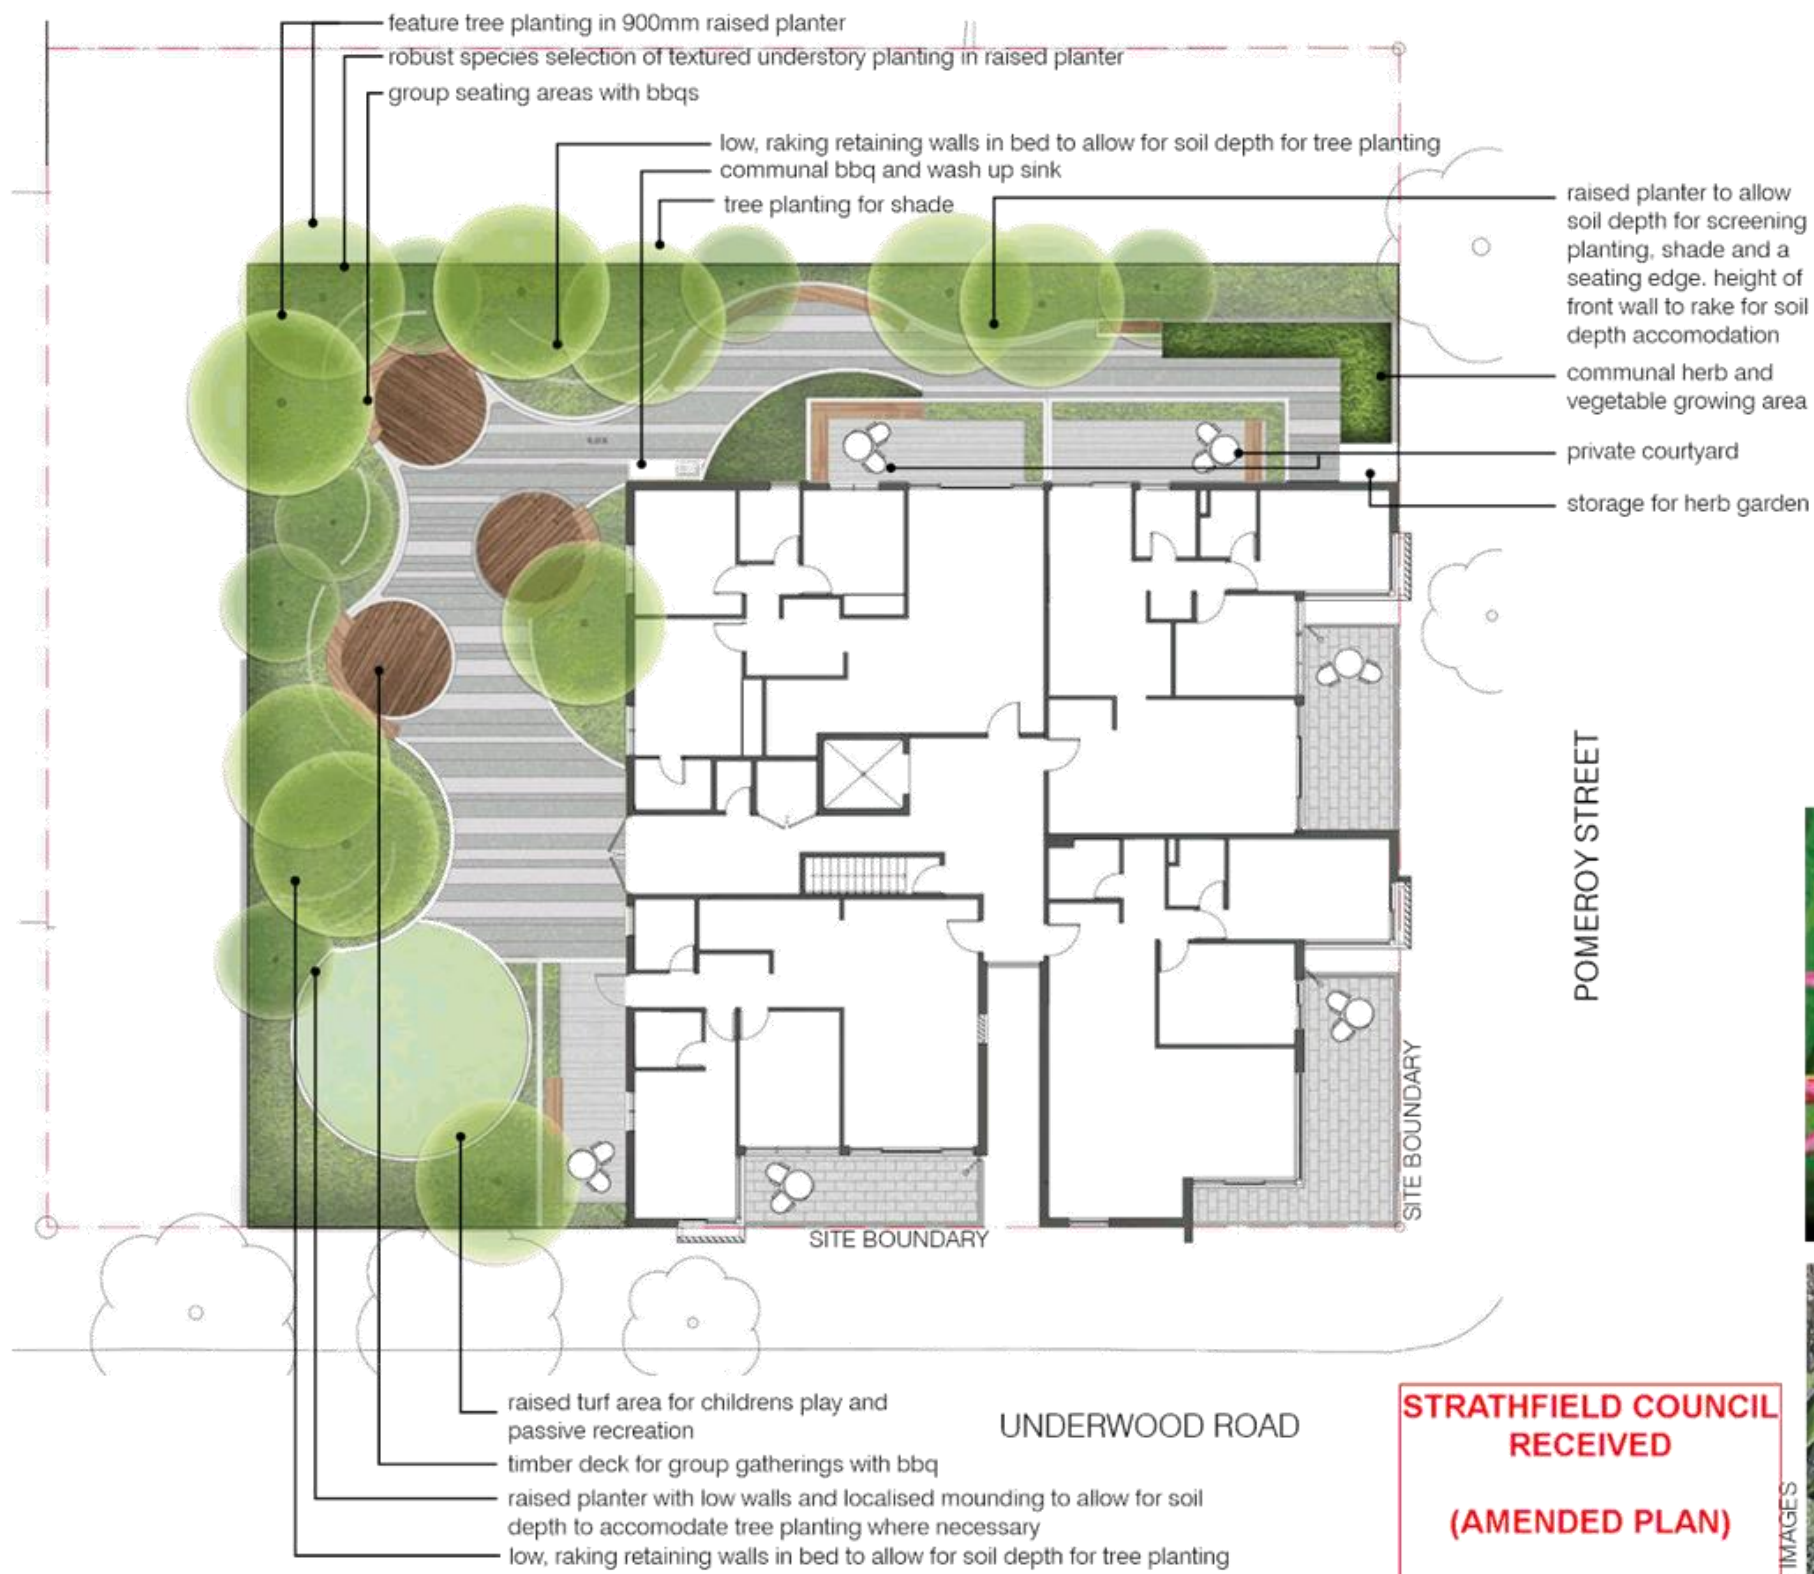 feature tree planting in 900mm raised planter
robust species selection of textured understory planting in raised planter
group seating areas with bbqs
low, raking retaining walls in bed to allow for soil depth for tree planting
communal bbq and wash up sink
tree planting for shade
raised planter to allow
soil depth for screening
planting, shade and a
seating edge. height of
front wall to rake for soil
depth accomodation
communal herb and
vegetable growing area
private courtyard
storage for herb garden
POMEROY STREET
SITE BOUNDARY
SITE BOUNDARY
raised turf area for childrens play and
passive recreation
timber deck for group gatherings with bbq
raised planter with low walls and localised mounding to allow for soil
depth to accomodate tree planting where necessary
low, raking retaining walls in bed to allow for soil depth for tree planting
UNDERWOOD ROAD
STRATHFIELD COUNCIL
RECEIVED
(AMENDED PLAN)
IMAGES